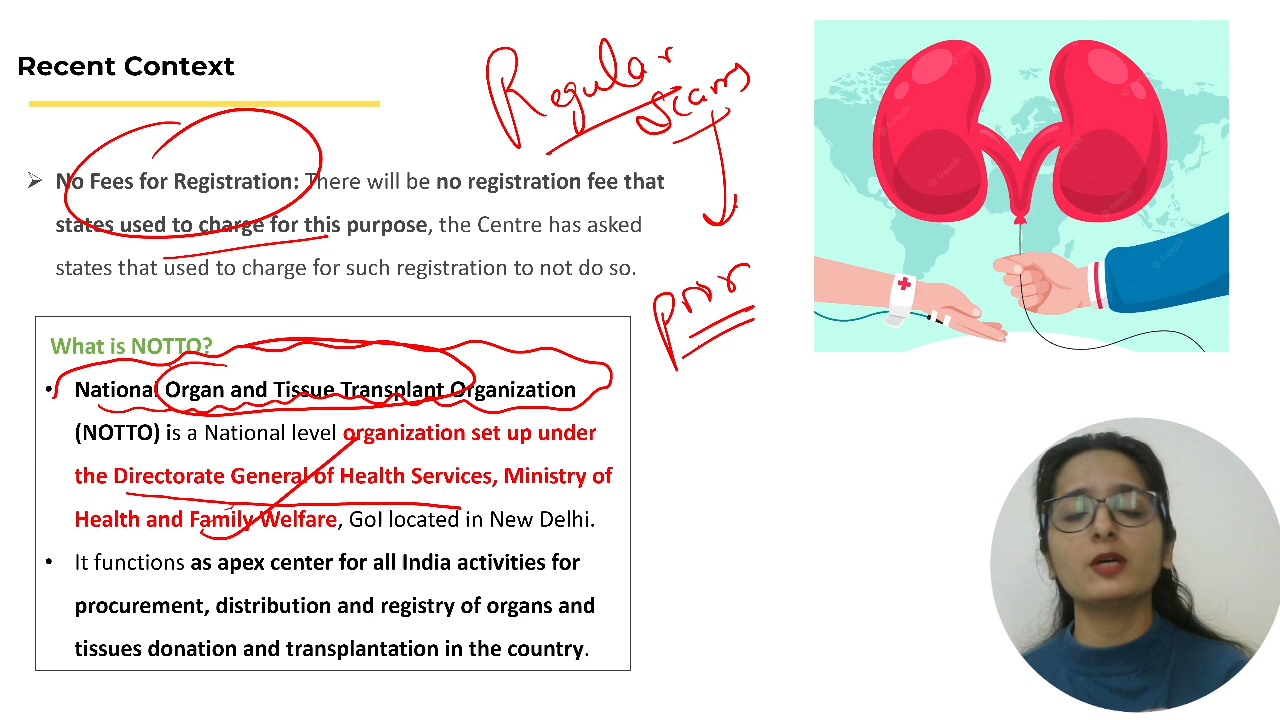 Recent Context
Regular
scams
➢ No Fees for Registration: There will be no registration fee that
states used to charge for this purpose, the Centre has asked
states that used to charge for such registration to not do so.
prior
What is NOTTO?
• National Organ and Tissue Transplant Organization
(NOTTO) is a National level organization set up under
the Directorate General of Health Services, Ministry of
Health and Family Welfare, GoI located in New Delhi.
• It functions as apex center for all India activities for
procurement, distribution and registry of organs and
tissues donation and transplantation in the country.